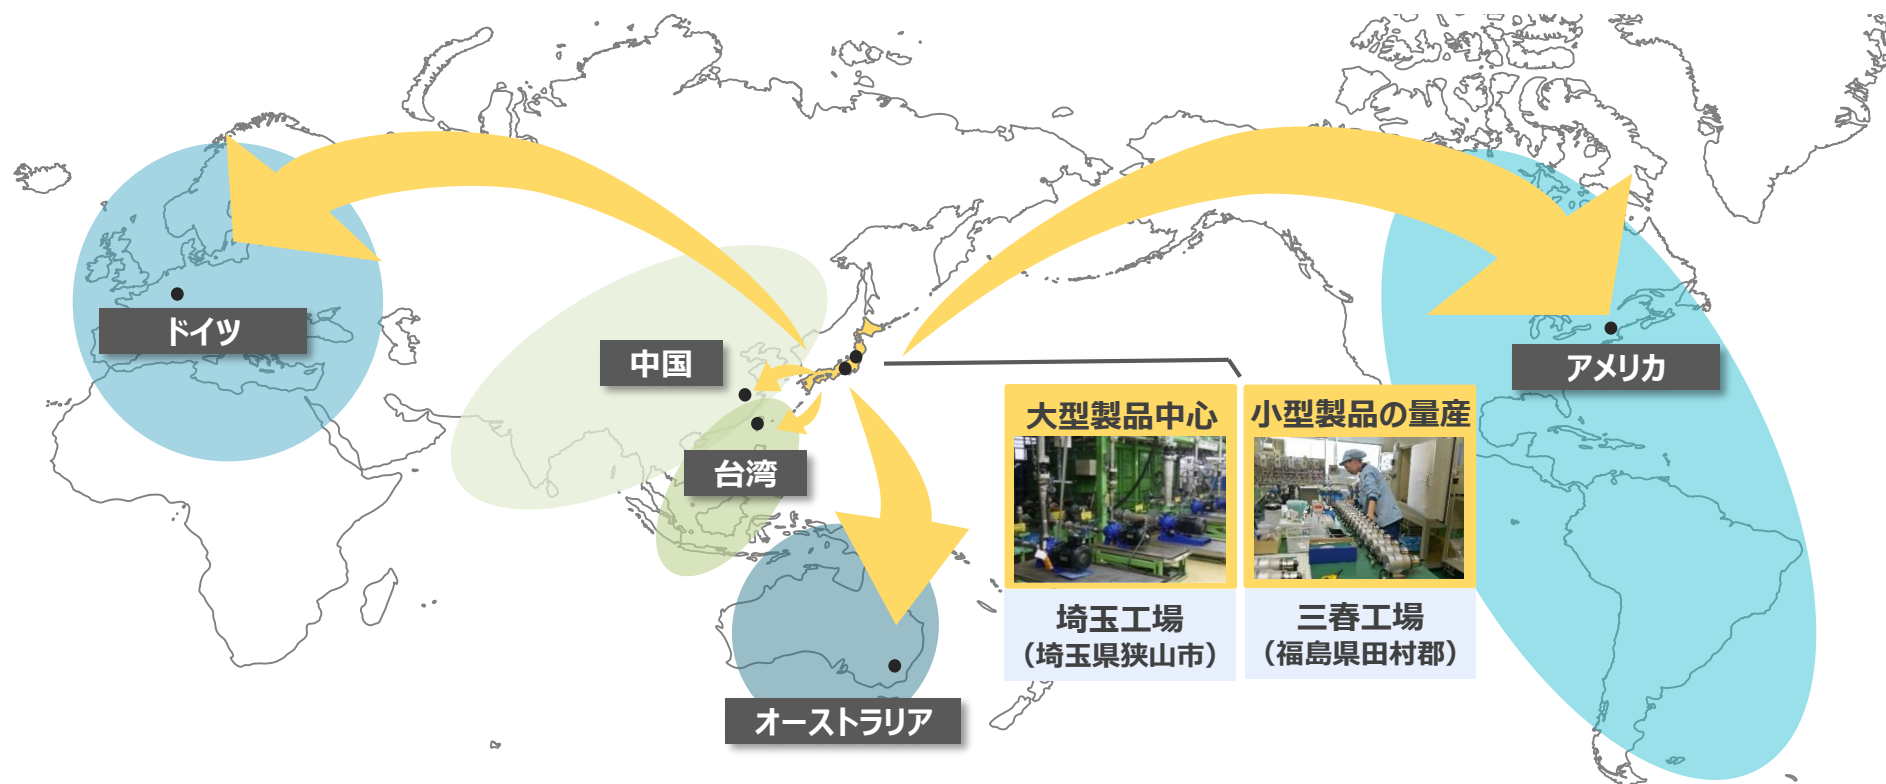 ドイツ
中国
台湾
オーストラリア
アメリカ
大型製品中心
埼玉工場
（埼玉県狭山市）
小型製品の量産
三春工場
（福島県田村郡）